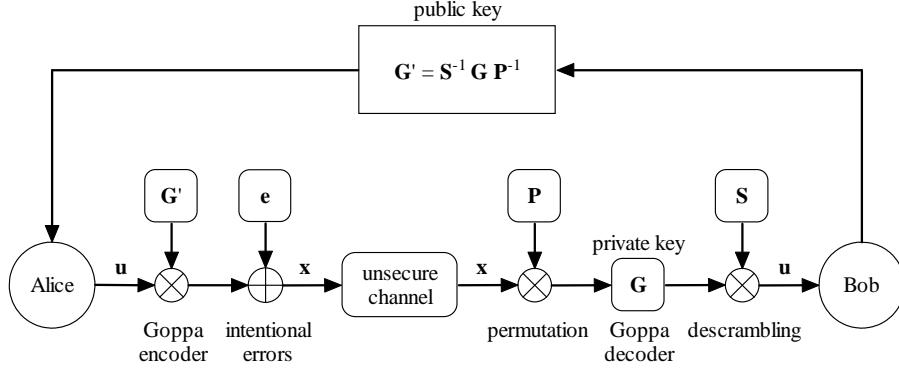 public key
G' = S⁻¹ G P⁻¹
G' e P S
private key
Alice u x unsecure channel x G u Bob
Goppa encoder
intentional errors
permutation
Goppa decoder
descrambling